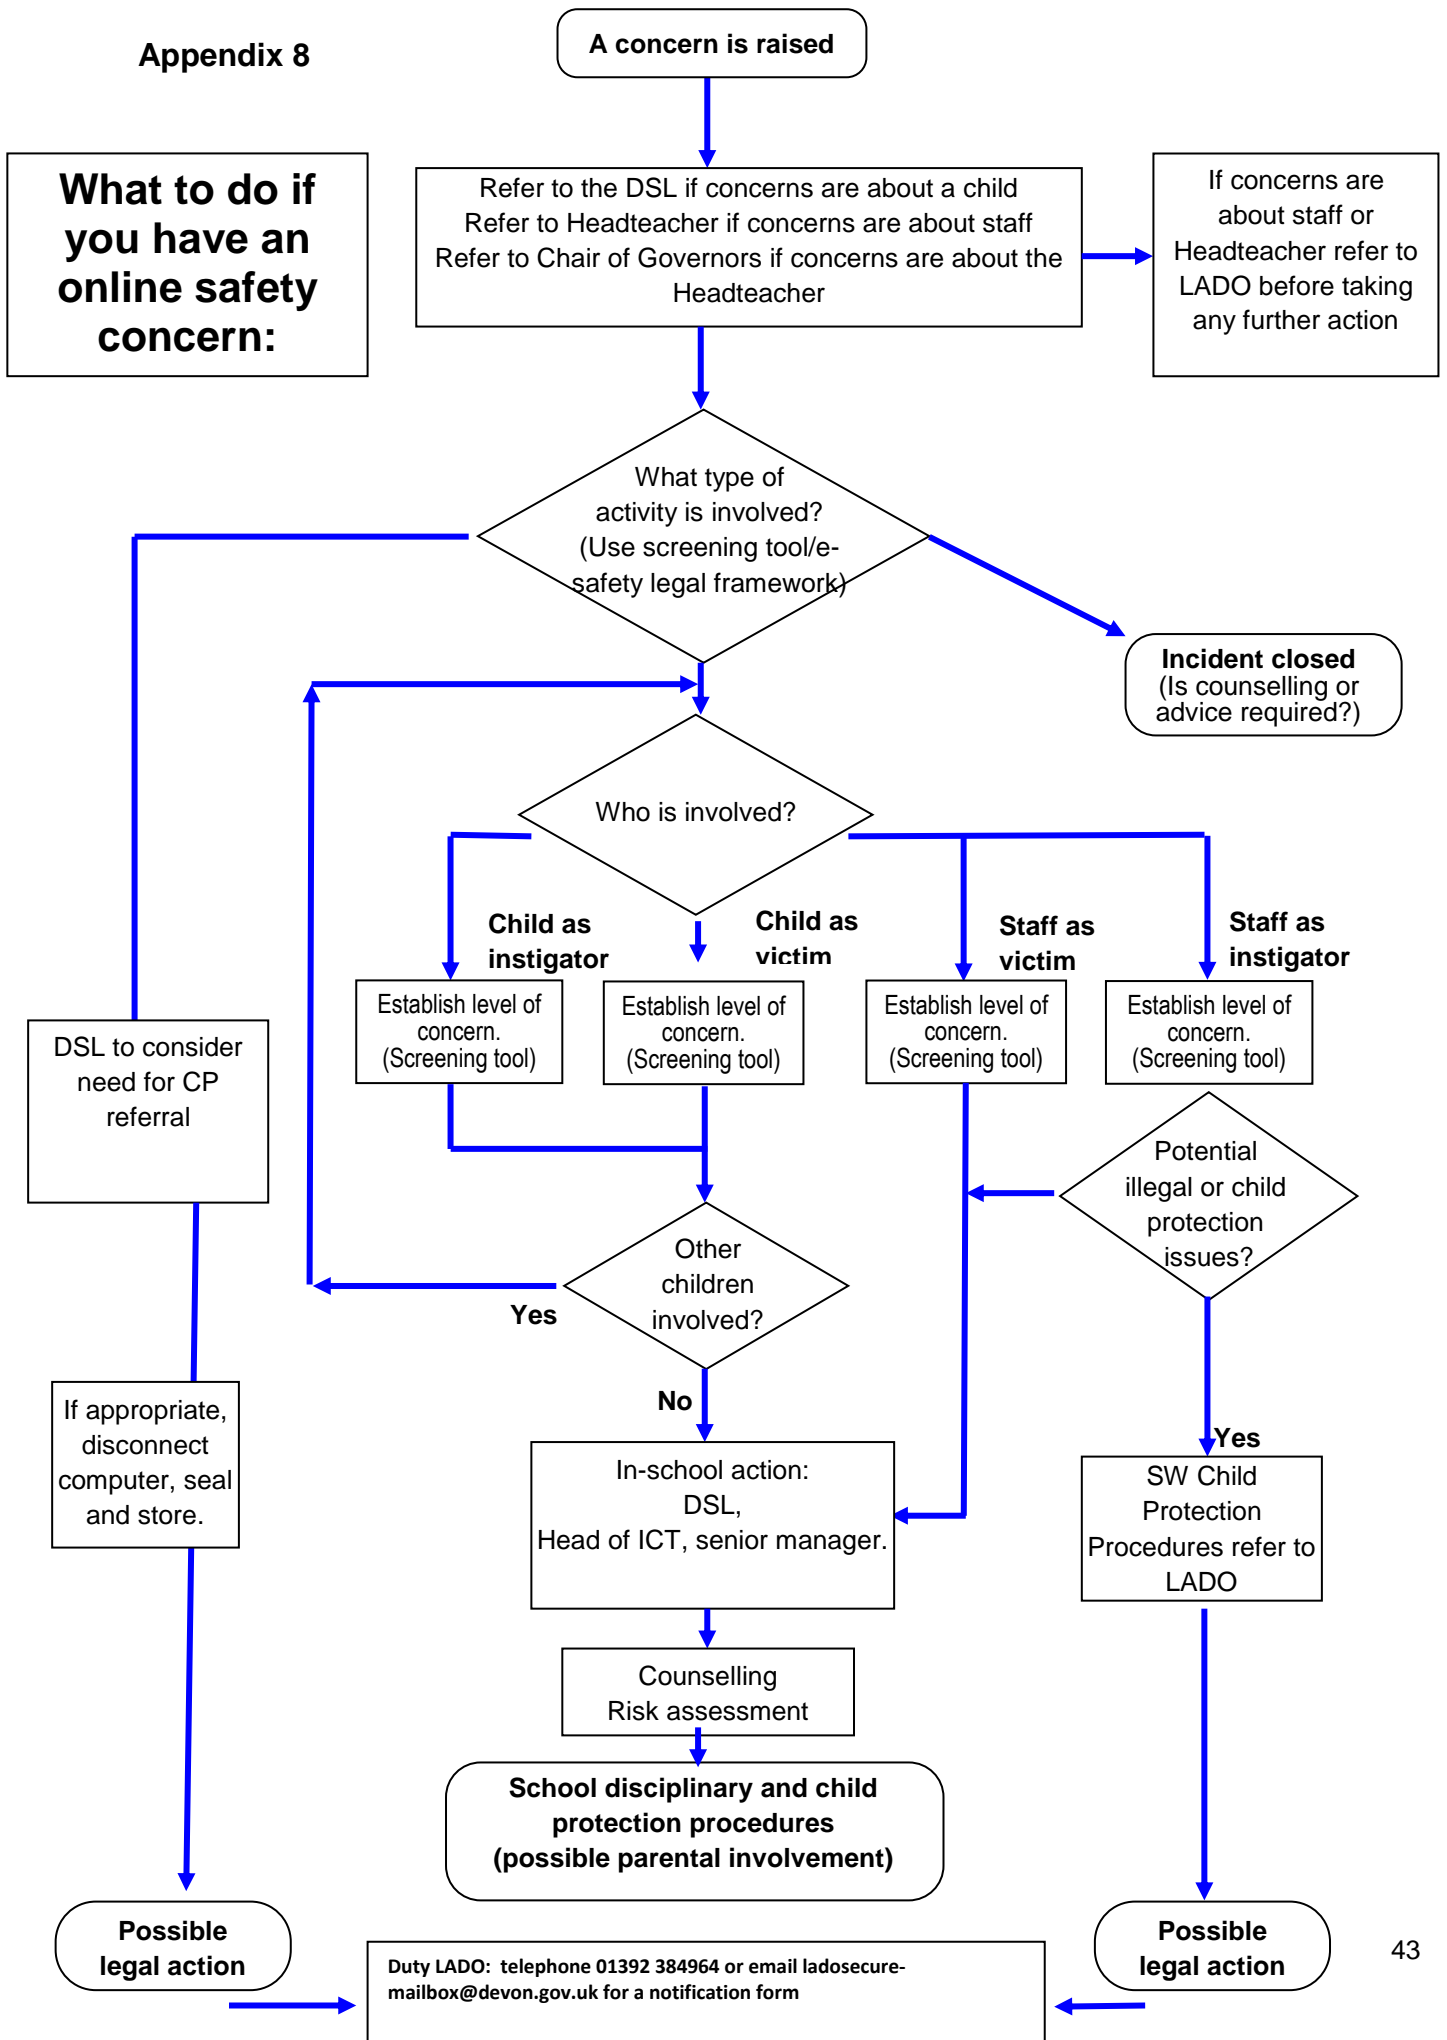 Appendix 8
A concern is raised
What to do if
you have an
online safety
concern:
Refer to the DSL if concerns are about a child
Refer to Headteacher if concerns are about staff
Refer to Chair of Governors if concerns are about the
Headteacher
If concerns are
about staff or
Headteacher refer to
LADO before taking
any further action
What type of
activity is involved?
(Use screening tool/e-
safety legal framework)
Incident closed
(Is counselling or
advice required?)
Who is involved?
Child as
instigator
Child as
victim
Staff as
victim
Staff as
instigator
Establish level of
concern.
(Screening tool)
Establish level of
concern.
(Screening tool)
Establish level of
concern.
(Screening tool)
Establish level of
concern.
(Screening tool)
DSL to consider
need for CP
referral
Potential
illegal or child
protection
issues?
Other
children
involved?
Yes
No
Yes
If appropriate,
disconnect
computer, seal
and store.
In-school action:
DSL,
Head of ICT, senior manager.
SW Child
Protection
Procedures refer to
LADO
Counselling
Risk assessment
School disciplinary and child
protection procedures
(possible parental involvement)
Possible
legal action
Possible
legal action
Duty LADO: telephone 01392 384964 or email ladosecure-
mailbox@devon.gov.uk for a notification form
43